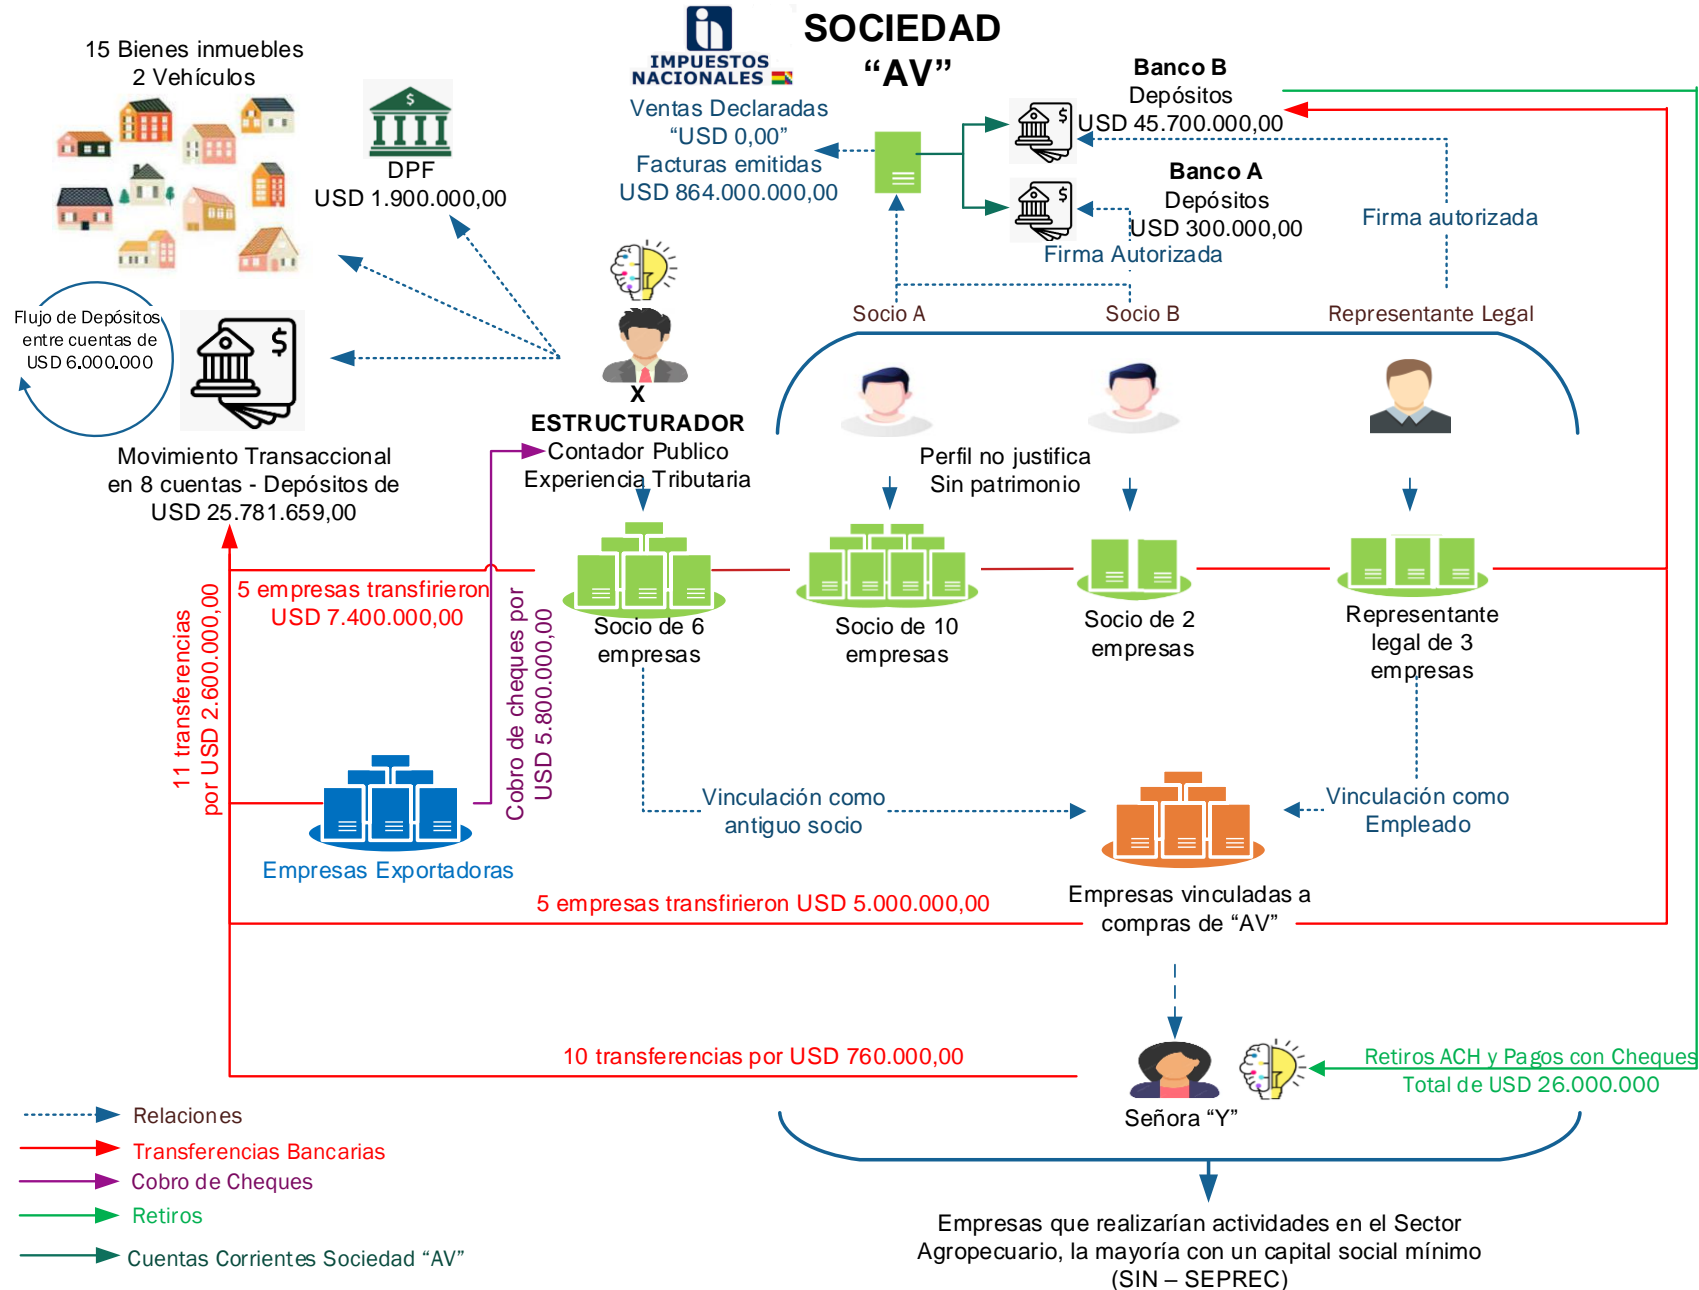 SOCIEDAD
“AV”
IMPUESTOS
NACIONALES
15 Bienes inmuebles
2 Vehículos
DPF
USD 1.900.000,00
Ventas Declaradas
“USD 0,00”
Facturas emitidas
USD 864.000.000,00
Banco B
Depósitos
USD 45.700.000,00
Banco A
Depósitos
USD 300.000,00
Firma autorizada
Firma Autorizada
Flujo de Depósitos
entre cuentas de
USD 6.000.000
Socio A
Socio B
Representante Legal
X
ESTRUCTURADOR
Contador Publico
Experiencia Tributaria
Perfil no justifica
Sin patrimonio
Movimiento Transaccional
en 8 cuentas - Depósitos de
USD 25.781.659,00
5 empresas transfirieron
USD 7.400.000,00
11 transferencias
por USD 2.600.000,00
Cobro de cheques por
USD 5.800.000,00
Socio de 6
empresas
Socio de 10
empresas
Socio de 2
empresas
Representante
legal de 3
empresas
Empresas Exportadoras
Vinculación como
antiguo socio
Vinculación como
Empleado
Empresas vinculadas a
compras de “AV”
5 empresas transfirieron USD 5.000.000,00
10 transferencias por USD 760.000,00
Señora “Y”
Retiros ACH y Pagos con Cheques
Total de USD 26.000.000
Relaciones
Transferencias Bancarias
Cobro de Cheques
Retiros
Cuentas Corrientes Sociedad “AV”
Empresas que realizarían actividades en el Sector
Agropecuario, la mayoría con un capital social mínimo
(SIN – SEPREC)